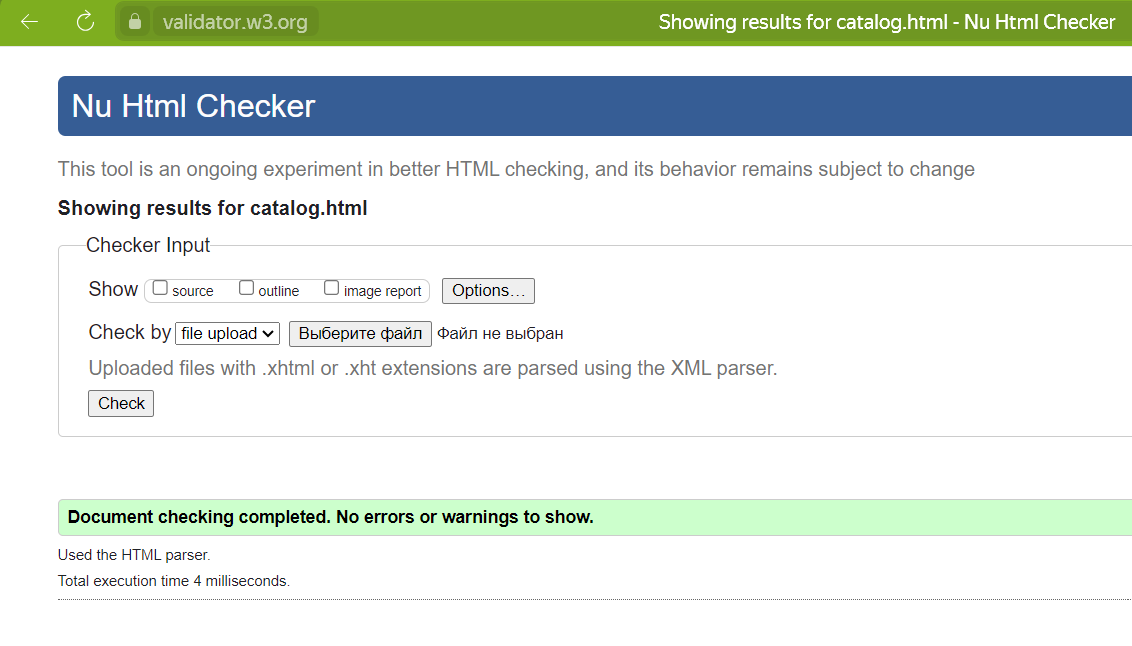 validator.w3.org
Showing results for catalog.html - Nu Html Checker
Nu Html Checker
This tool is an ongoing experiment in better HTML checking, and its behavior remains subject to change
Showing results for catalog.html
Checker Input
Show source outline image report Options...
Check by file upload Выберите файл Файл не выбран
Uploaded files with .xhtml or .xht extensions are parsed using the XML parser.
Check
Document checking completed. No errors or warnings to show.
Used the HTML parser.
Total execution time 4 milliseconds.